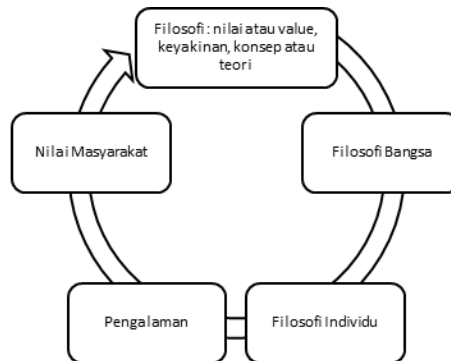 Filosofi : nilai atau value,
keyakinan, konsep atau
teori
Filosofi Bangsa
Filosofi Individu
Pengalaman
Nilai Masyarakat